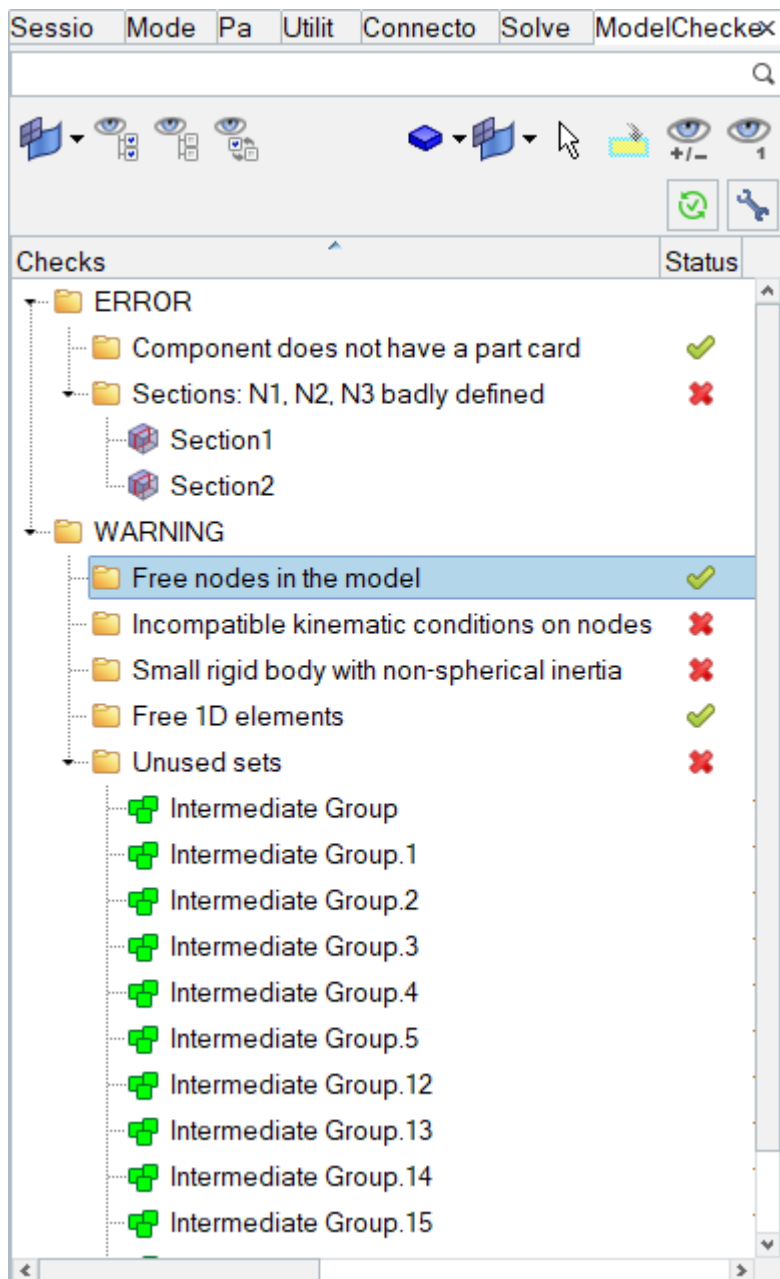 Sessio Mode Pa Utilit Connecto Solve ModelChecke
+/− 1
Checks Status
ERROR
Component does not have a part card
Sections: N1, N2, N3 badly defined
Section1
Section2
WARNING
Free nodes in the model
Incompatible kinematic conditions on nodes
Small rigid body with non-spherical inertia
Free 1D elements
Unused sets
Intermediate Group
Intermediate Group.1
Intermediate Group.2
Intermediate Group.3
Intermediate Group.4
Intermediate Group.5
Intermediate Group.12
Intermediate Group.13
Intermediate Group.14
Intermediate Group.15